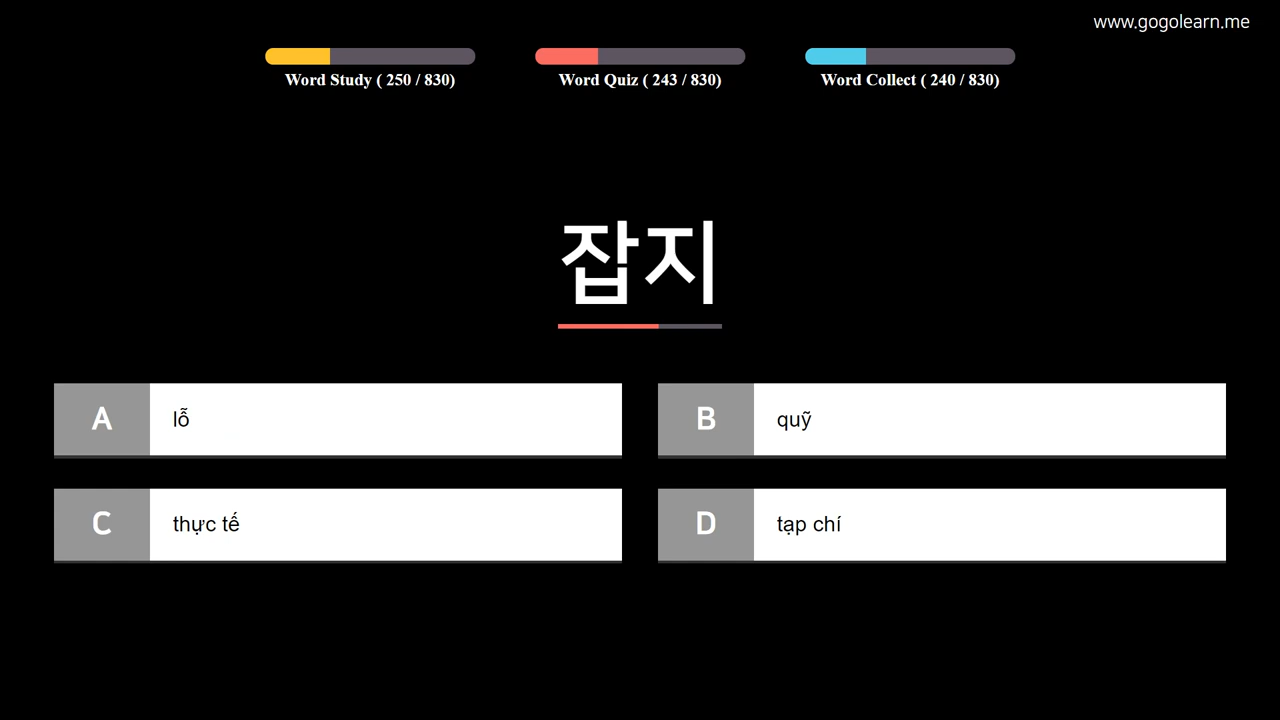 www.gogolearn.me
Word Study ( 250 / 830)
Word Quiz ( 243 / 830)
Word Collect ( 240 / 830)
잡지
A
lỗ
B
quỹ
C
thực tế
D
tạp chí